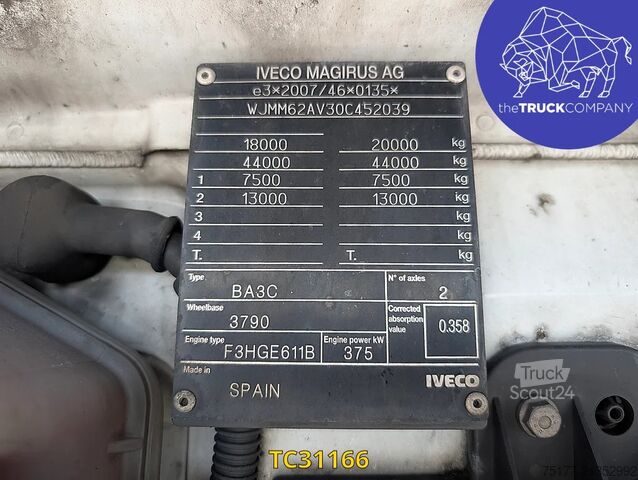 IVECO MAGIRUS AG
e3*2007/46*0135*
WJMM62AV30C452039
18000 20000 kg
44000 44000 kg
1 7500 7500 kg
2 13000 13000 kg
3 kg
4 kg
T. T. kg
Type BA3C N° of axles 2
Wheelbase 3790 Corrected absorption value 0.358
Engine type F3HGE611B Engine power kW 375
Made in SPAIN IVECO
theTRUCKCOMPANY
Truck
Scout24
TC31166